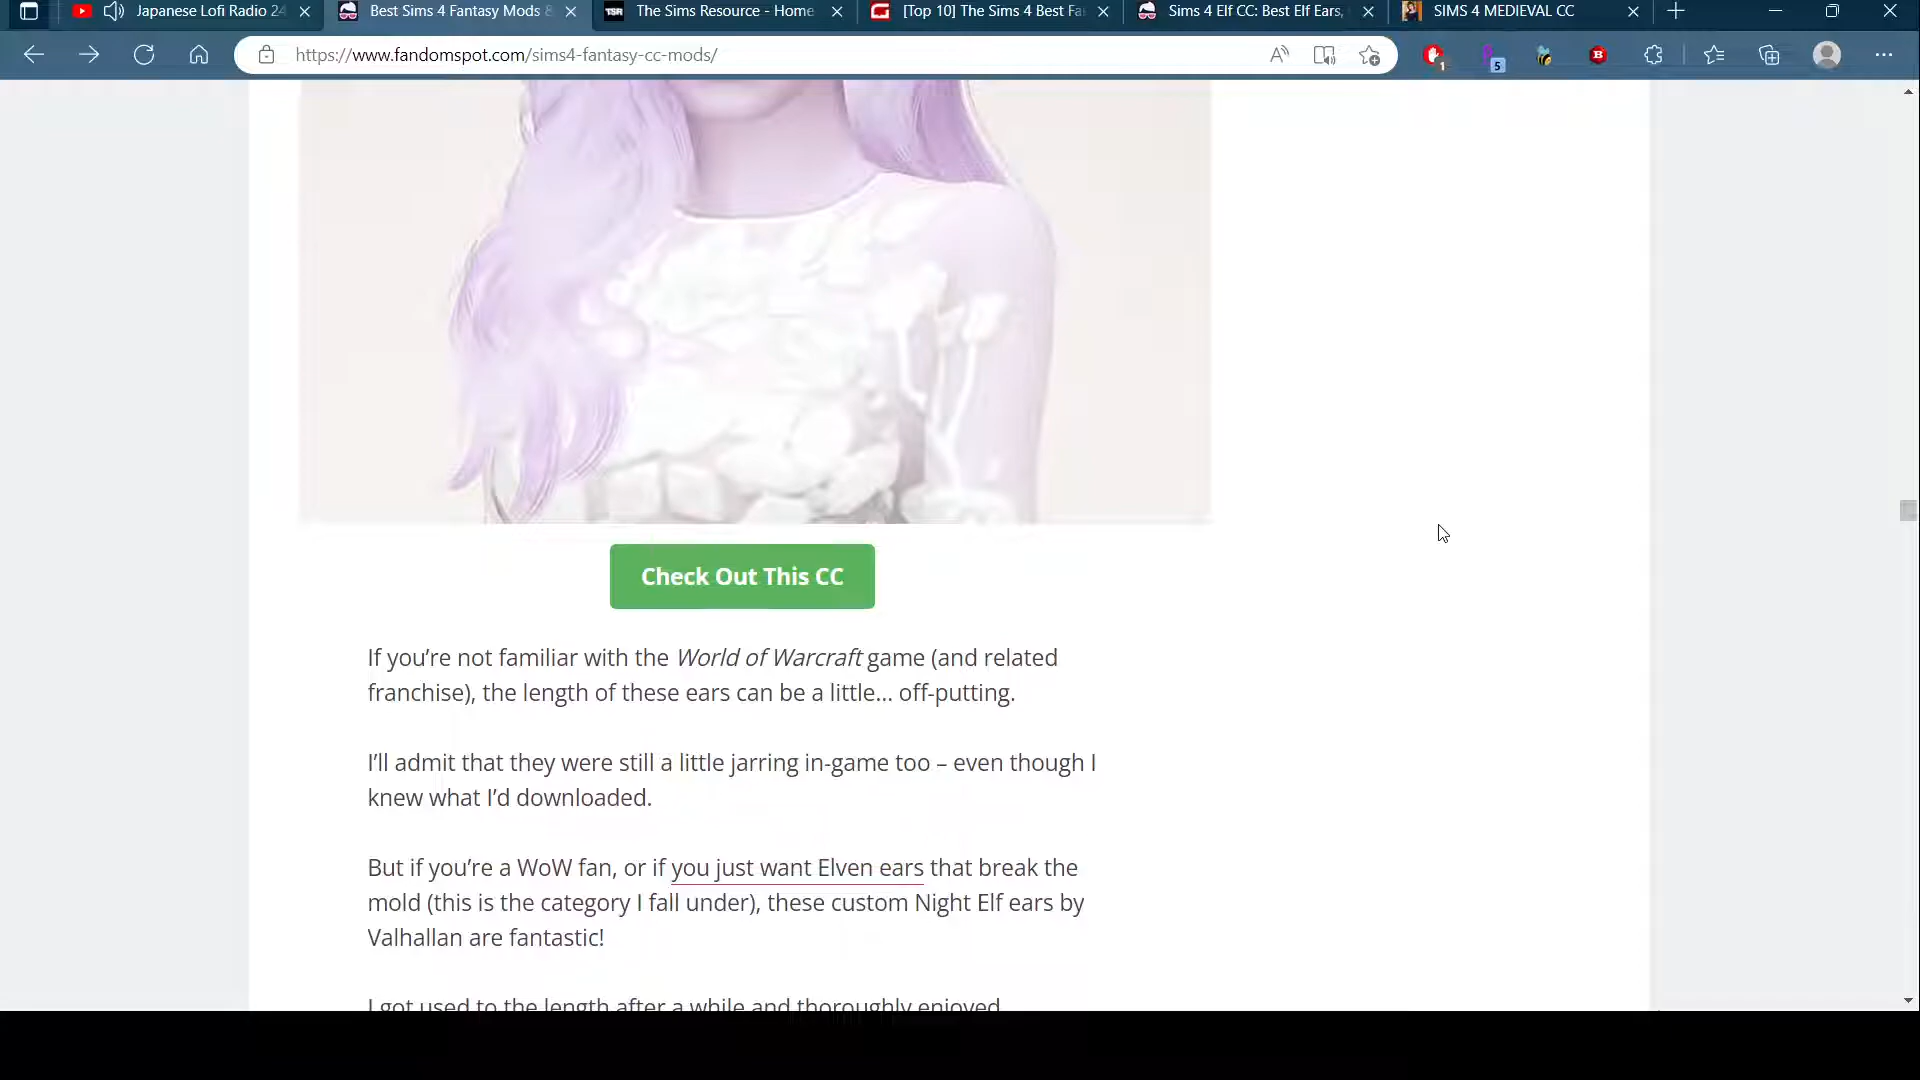 Japanese Lofi Radio 24
Best Sims 4 Fantasy Mods &
TSR
The Sims Resource - Home
[Top 10] The Sims 4 Best Fa
Sims 4 Elf CC: Best Elf Ears,
SIMS 4 MEDIEVAL CC
https://www.fandomspot.com/sims4-fantasy-cc-mods/
1
5
B
Check Out This CC
If you’re not familiar with the World of Warcraft game (and related
franchise), the length of these ears can be a little… off-putting.
I’ll admit that they were still a little jarring in-game too – even though I
knew what I’d downloaded.
But if you’re a WoW fan, or if you just want Elven ears that break the
mold (this is the category I fall under), these custom Night Elf ears by
Valhallan are fantastic!
I got used to the length after a while and thoroughly enjoyed